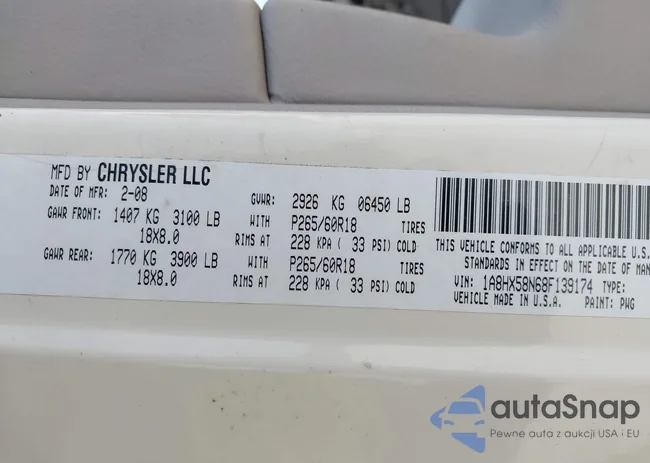 MFD BY CHRYSLER LLC
DATE OF MFR: 2-08 GVWR: 2926 KG 06450 LB
GAWR FRONT: 1407 KG 3100 LB WITH P265/60R18 TIRES
18X8.0 RIMS AT 228 KPA ( 33 PSI) COLD
GAWR REAR: 1770 KG 3900 LB WITH P265/60R18 TIRES
18X8.0 RIMS AT 228 KPA ( 33 PSI) COLD
THIS VEHICLE CONFORMS TO ALL APPLICABLE U.S.
STANDARDS IN EFFECT ON THE DATE OF MAN
VIN: 1A8HX58N68F139174 TYPE:
VEHICLE MADE IN U.S.A. PAINT: PWG
autaSnap
Pewne auta z aukcji USA i EU